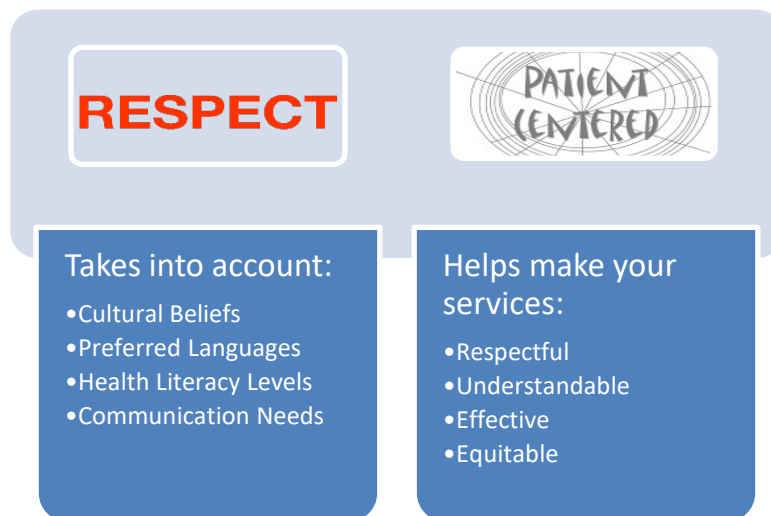 RESPECT
PATIENT
CENTERED
Takes into account:
•Cultural Beliefs
•Preferred Languages
•Health Literacy Levels
•Communication Needs
Helps make your
services:
•Respectful
•Understandable
•Effective
•Equitable